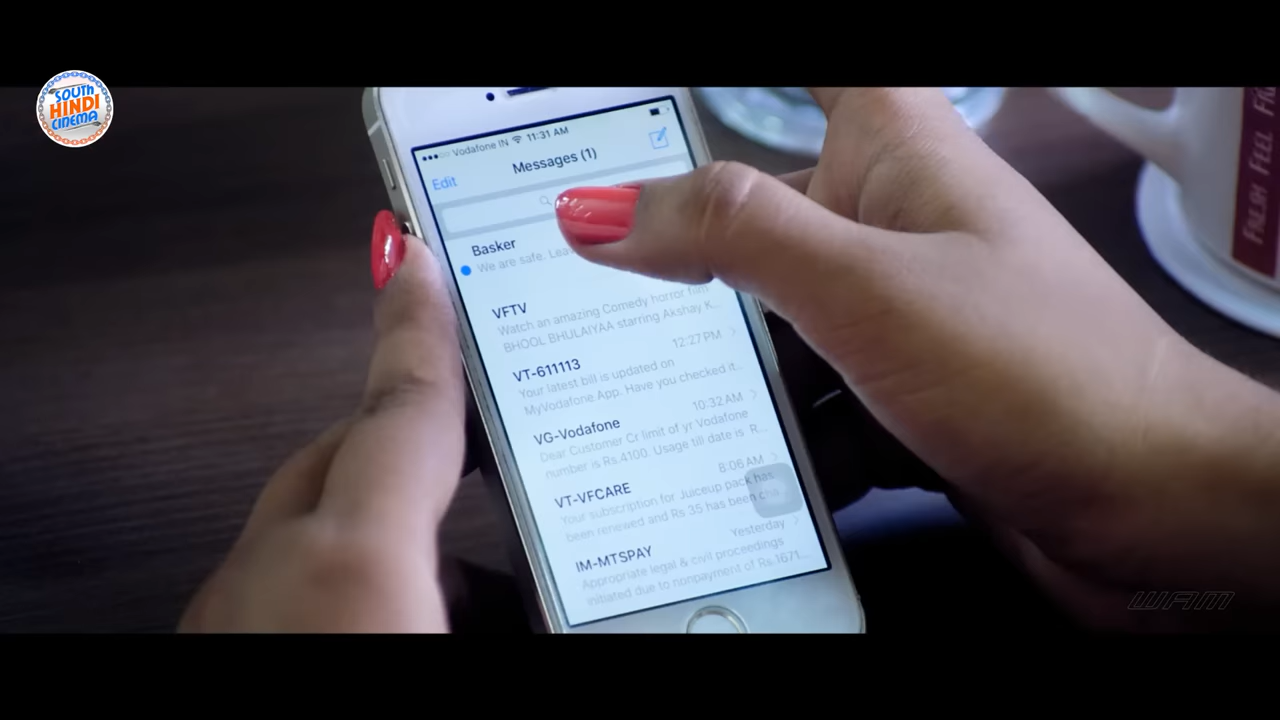 SOUTH
HINDI
CINEMA
Vodafone IN 11:31 AM
Edit
Messages (1)
Basker
We are safe.
VFTV
Watch an amazing Comedy horror film
BHOOL BHULAIYAA starring Akshay K...
VT-611113
12:27 PM
Your latest bill is updated on
MyVodafone App. Have you checked it...
VG-Vodafone
10:32 AM
Dear Customer Cr limit of yr Vodafone
number is Rs.4100. Usage till date is R...
VT-VFCARE
8:06 AM
Your subscription for Juiceup pack has
been renewed and Rs 35 has been cha...
IM-MTSPAY
Yesterday
Appropriate legal & civil proceedings
initiated due to nonpayment of Rs.1671...
FEEL
WAM